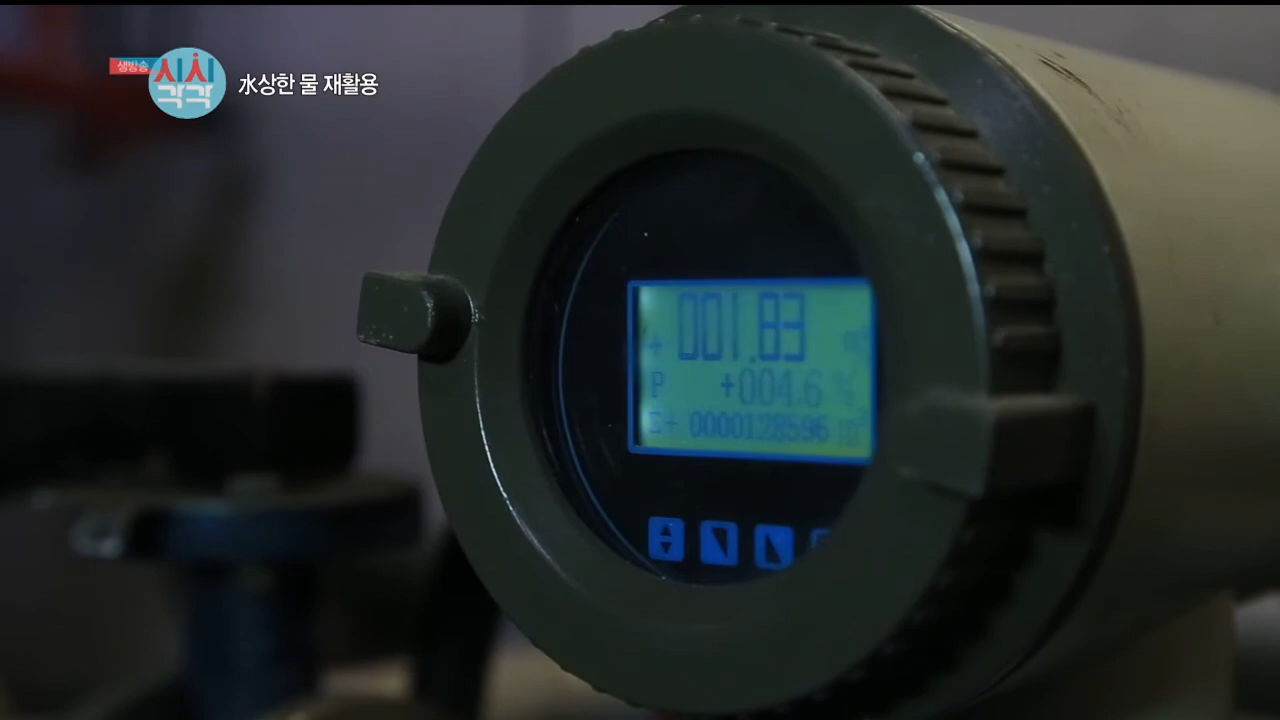 생방송
시시각각
水상한 물 재활용
+ 001.83
P +004.6 %
Σ+ 0000128596 m³